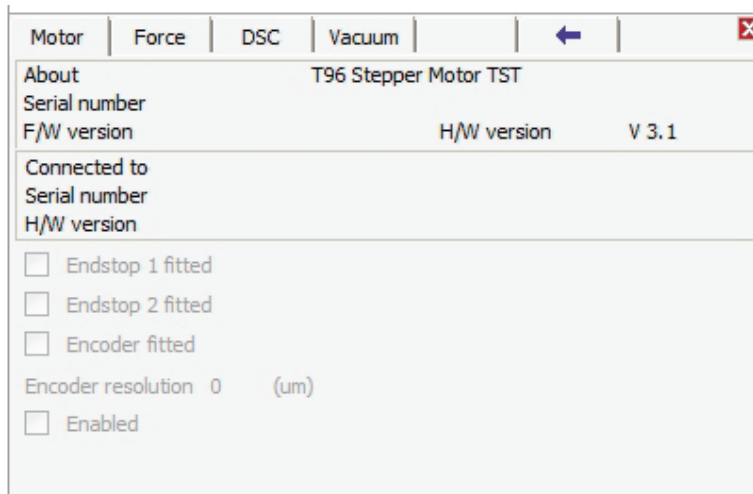 Motor Force DSC Vacuum
About T96 Stepper Motor TST
Serial number
F/W version H/W version V 3.1
Connected to
Serial number
H/W version
Endstop 1 fitted
Endstop 2 fitted
Encoder fitted
Encoder resolution 0 (um)
Enabled